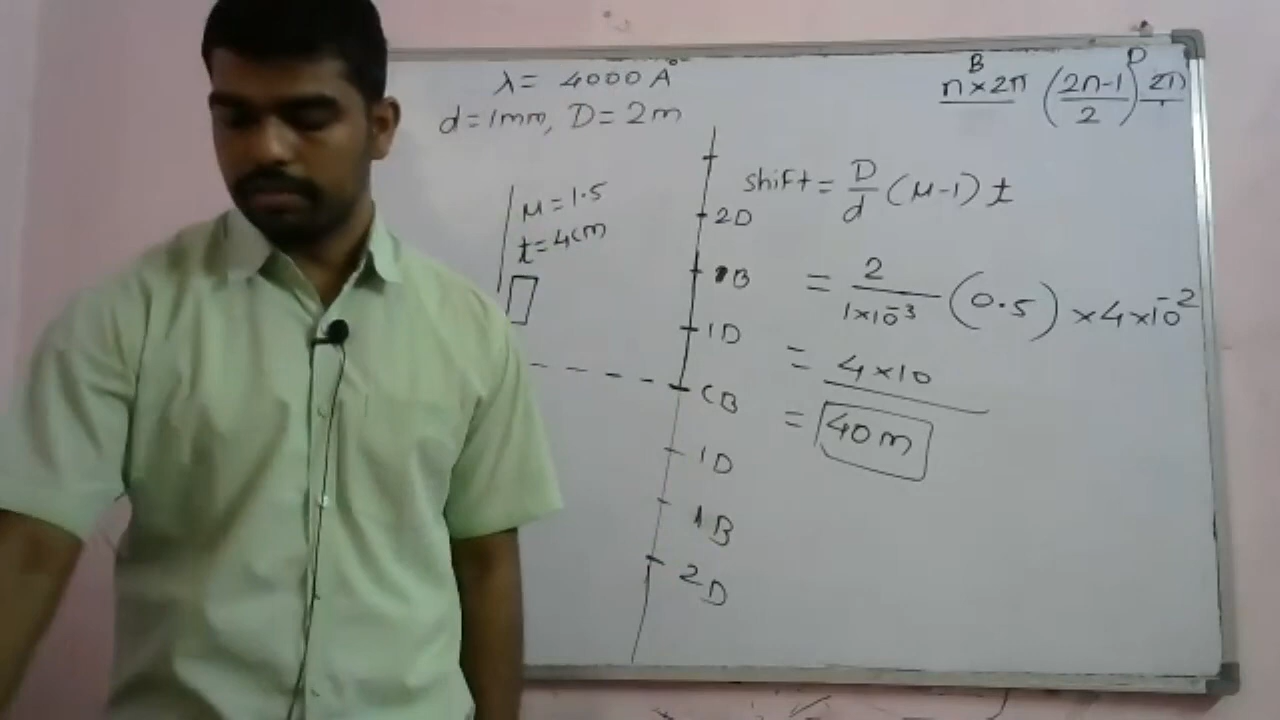 λ = 4000 A°
d = 1mm, D = 2m
B D
n×2π (2n-1/2) 2π
μ = 1.5
t = 4cm
2D
1B
1D
CB
1D
1B
2D
shift = D/d (μ-1) t
= 2/1×10⁻³ (0.5) ×4×10⁻²
= 4×10
= 40m